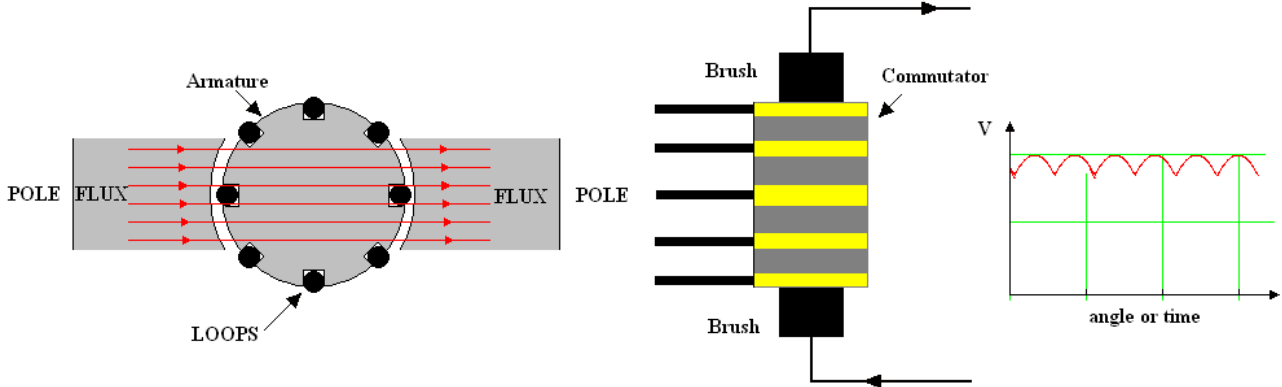 Armature
POLE
FLUX
FLUX
POLE
LOOPS
Brush
Commutator
Brush
V
angle or time